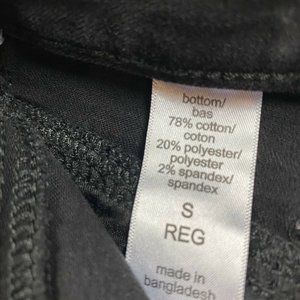 bottom/
bas
78% cotton/
coton
20% polyester/
polyester
2% spandex/
spandex
S
REG
made in
bangladesh